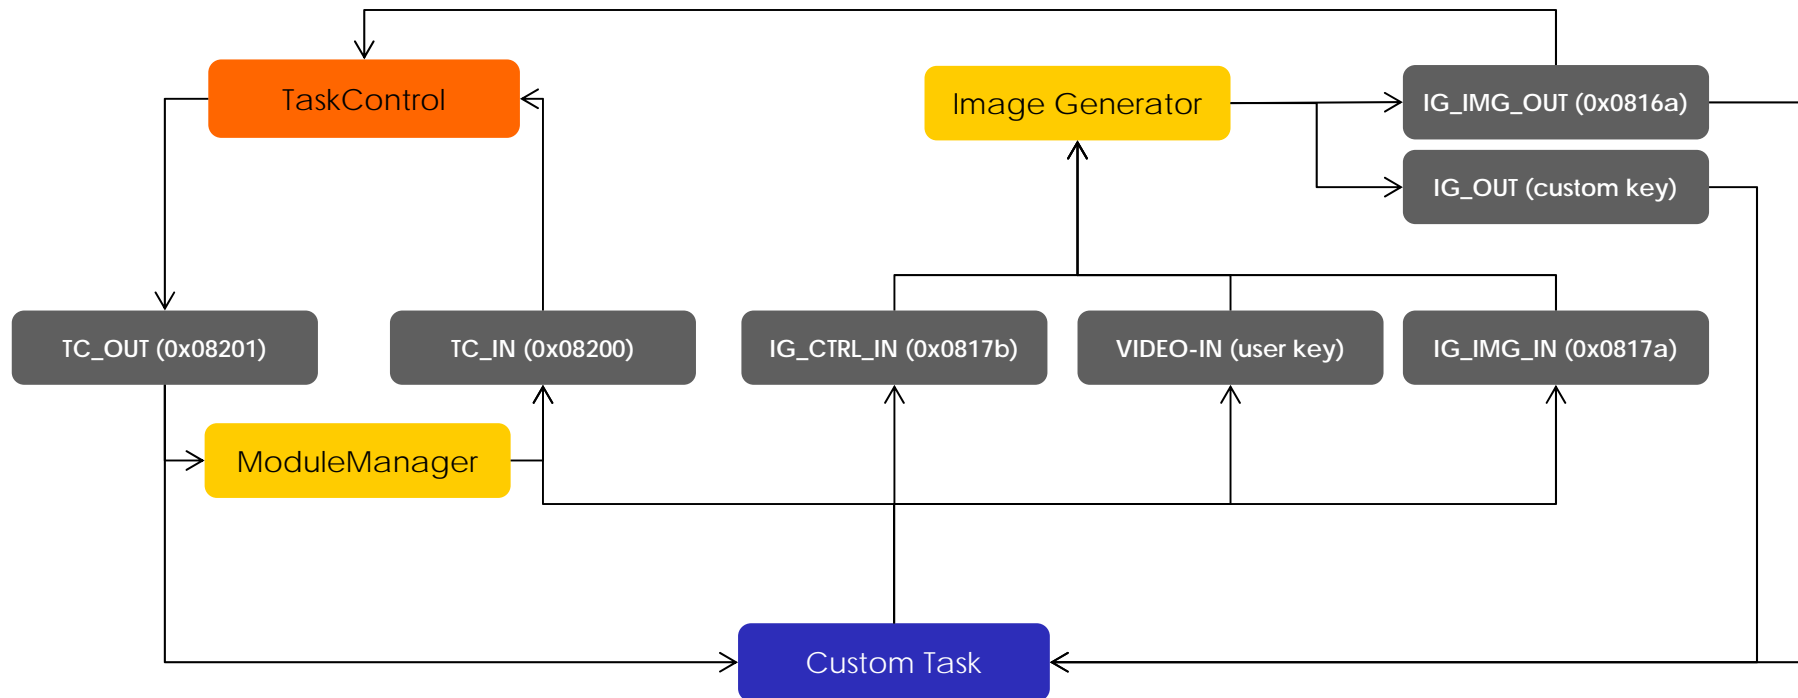 TaskControl
Image Generator
IG_IMG_OUT (0x0816a)
IG_OUT (custom key)
TC_OUT (0x08201)
TC_IN (0x08200)
IG_CTRL_IN (0x0817b)
VIDEO-IN (user key)
IG_IMG_IN (0x0817a)
ModuleManager
Custom Task